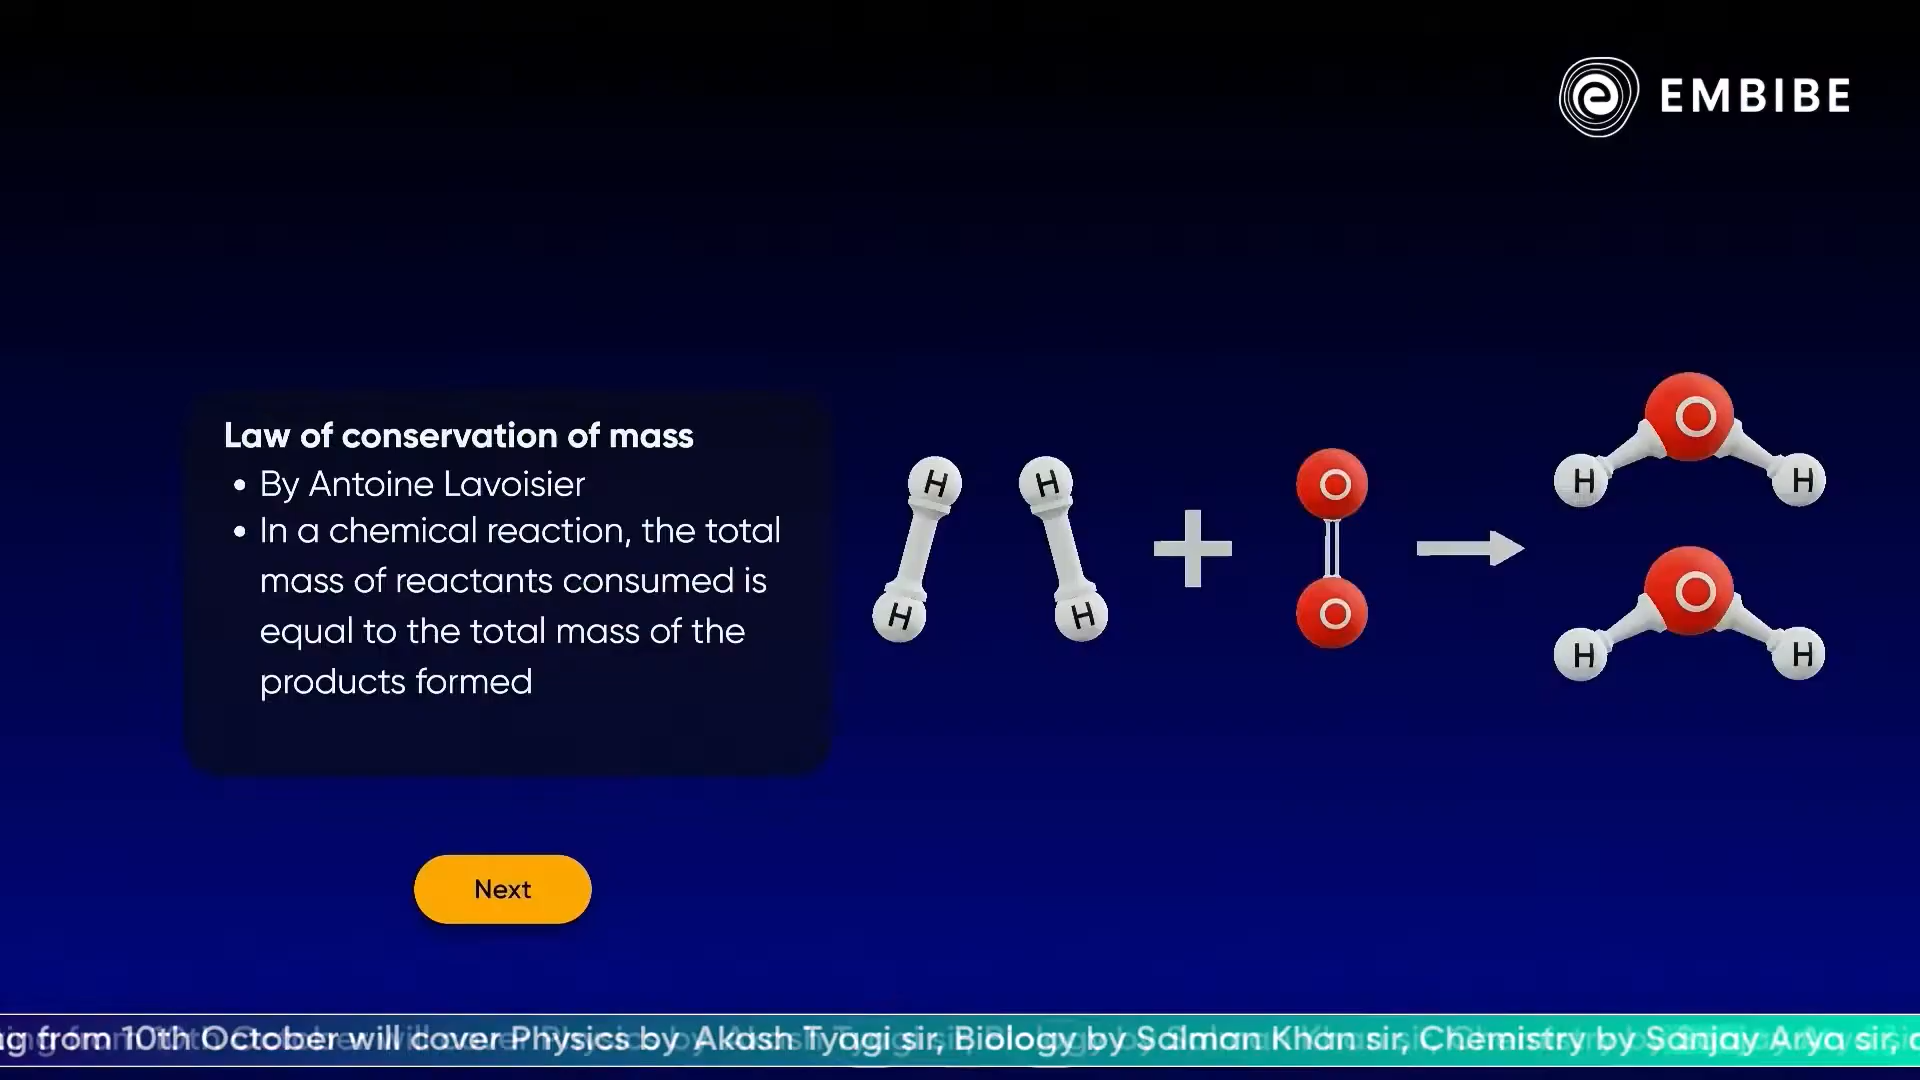 EMBIBE
Law of conservation of mass
• By Antoine Lavoisier
• In a chemical reaction, the total
mass of reactants consumed is
equal to the total mass of the
products formed
H H
H H
+
O
O
O
H H
O
H H
Next
from 10th October will cover Physics by Akash Tyagi sir, Biology by Salman Khan sir, Chemistry by Sanjay Arya sir,